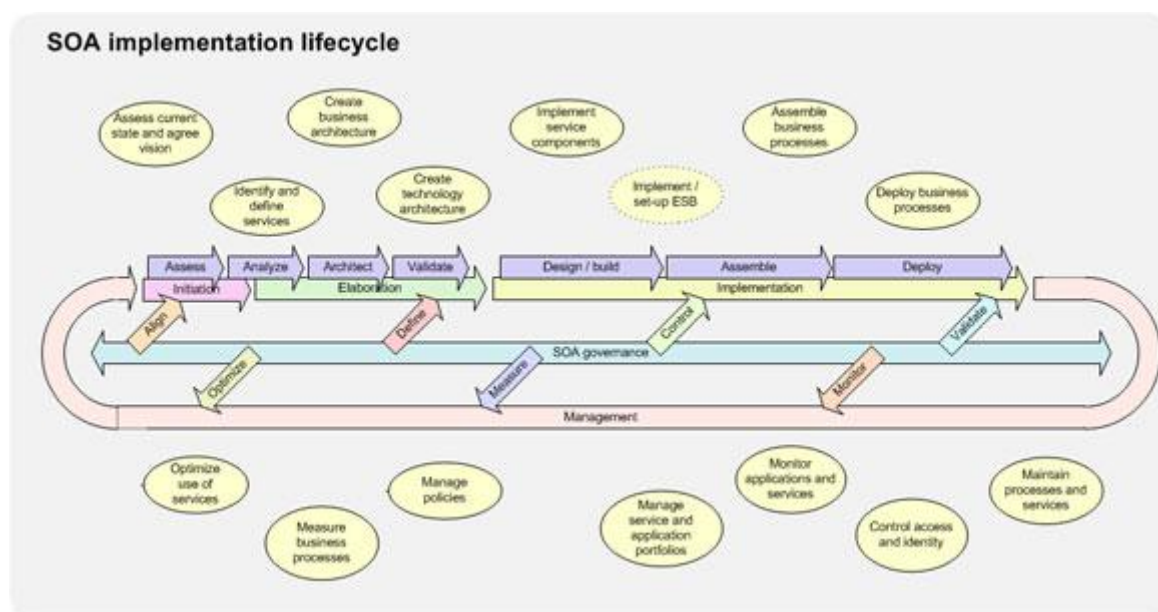 SOA implementation lifecycle
Assess current
state and agree
vision
Create
business
architecture
Implement
service
components
Assemble
business
processes
Identify and
define
services
Create
technology
architecture
Implement /
set-up ESB
Deploy business
processes
Assess
Analyze
Architect
Validate
Design / build
Assemble
Deploy
Initiation
Elaboration
Implementation
Align
Define
Control
Validate
SOA governance
Optimize
Measure
Monitor
Management
Optimize
use of
services
Manage
policies
Monitor
applications and
services
Maintain
processes and
services
Measure
business
processes
Manage
service and
application
portfolios
Control access
and identity